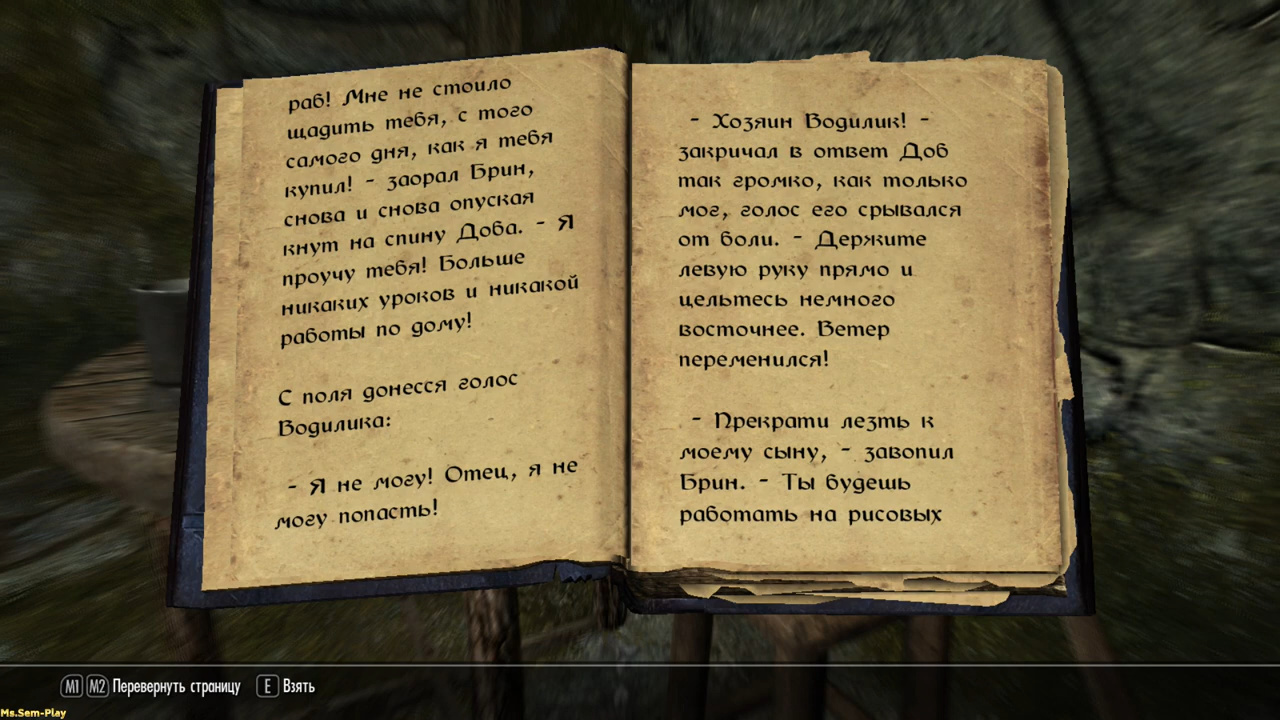 раб! Мне не стоило
щадить тебя, с того
самого дня, как я тебя
купил! - заорал Брин,
снова и снова опуская
кнут на спину Доба. - Я
проучу тебя! Больше
никаких уроков и никакой
работы по дому!
С поля донесся голос
Водилика:
- Я не могу! Отец, я не
могу попасть!
- Хозяин Водилик! -
закричал в ответ Доб
так громко, как только
мог, голос его срывался
от боли. - Держите
левую руку прямо и
цельтесь немного
восточнее. Ветер
переменился!
- Прекрати лезть к
моему сыну, - завопил
Брин. - Ты будешь
работать на рисовых
M1 M2 Перевернуть страницу E Взять
Ms.Sem-Play